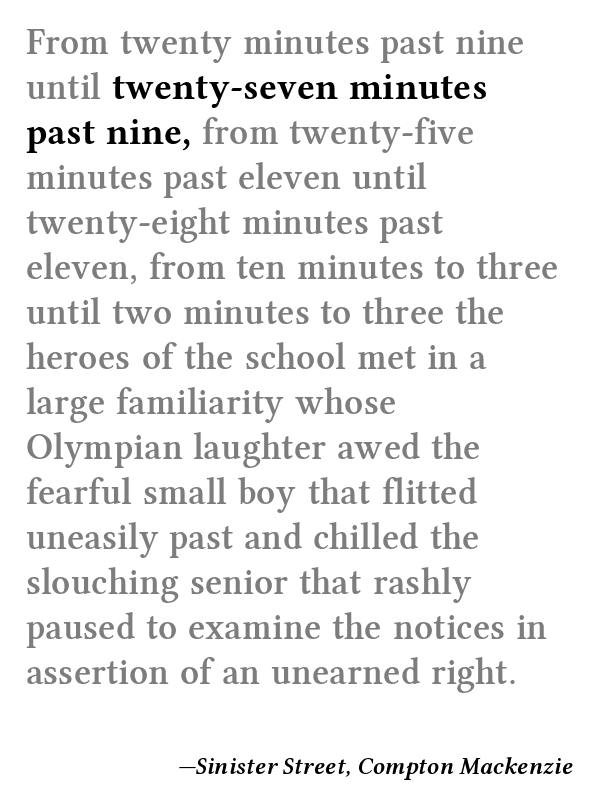 From twenty minutes past nine
until twenty-seven minutes
past nine, from twenty-five
minutes past eleven until
twenty-eight minutes past
eleven, from ten minutes to three
until two minutes to three the
heroes of the school met in a
large familiarity whose
Olympian laughter awed the
fearful small boy that flitted
uneasily past and chilled the
slouching senior that rashly
paused to examine the notices in
assertion of an unearned right.
—Sinister Street, Compton Mackenzie